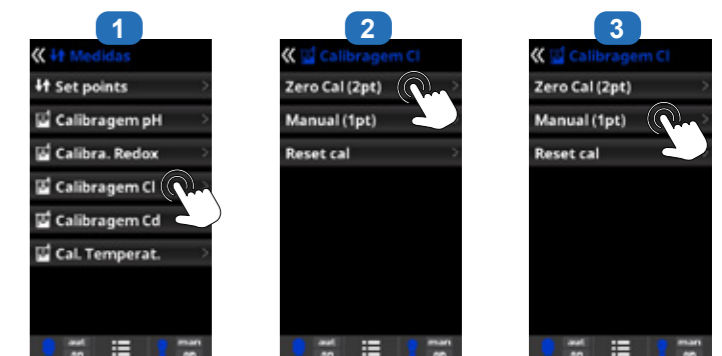 1
Medidas
Set points
Calibragem pH
Calibra. Redox
Calibragem Cl
Calibragem Cd
Cal. Temperat.
2
Calibragem Cl
Zero Cal (2pt)
Manual (1pt)
Reset cal
3
Calibragem Cl
Zero Cal (2pt)
Manual (1pt)
Reset cal